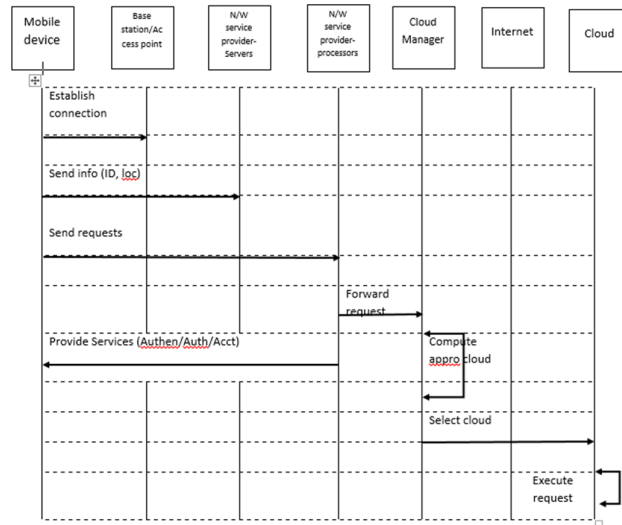 Mobile
device
Base
station/Ac
cess point
N/W
service
provider-
Servers
N/W
service
provider-
processors
Cloud
Manager
Internet
Cloud
Establish
connection
Send info (ID, loc)
Send requests
Forward
request
Provide Services (Authen/Auth/Acct)
Compute
appro cloud
Select cloud
Execute
request